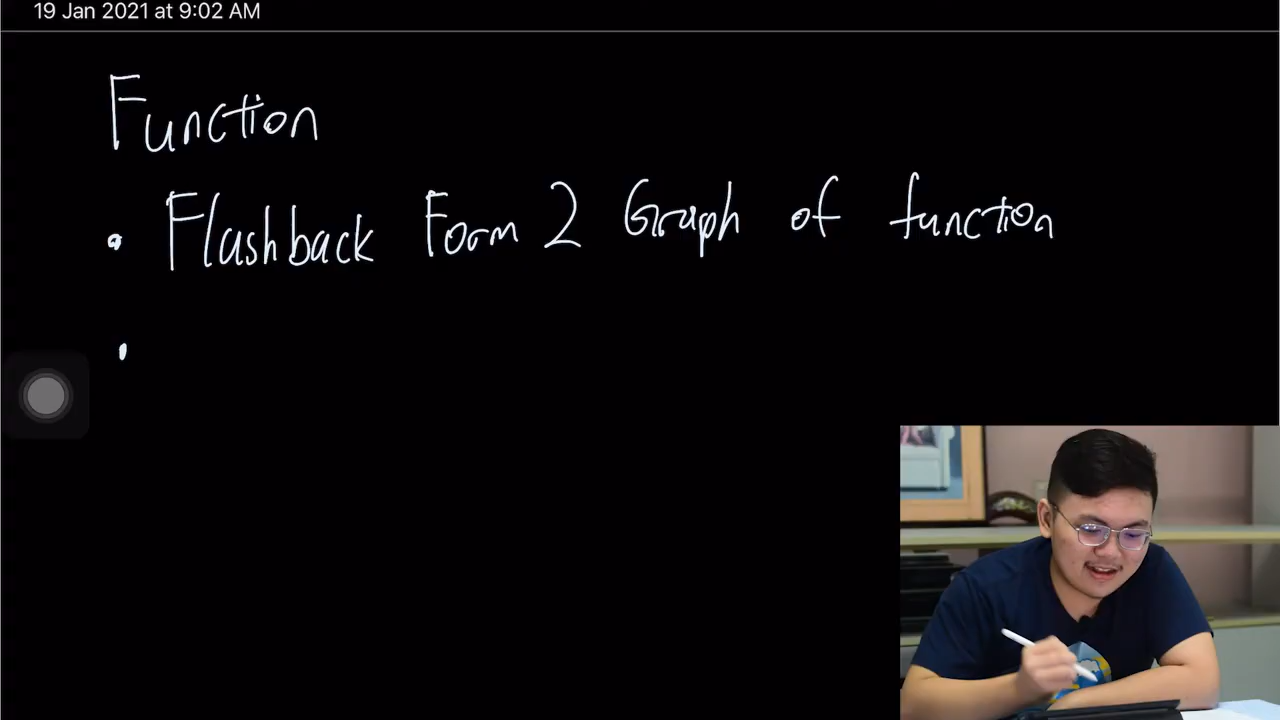 19 Jan 2021 at 9:02 AM
Function
• Flashback Form 2 Graph of function
•